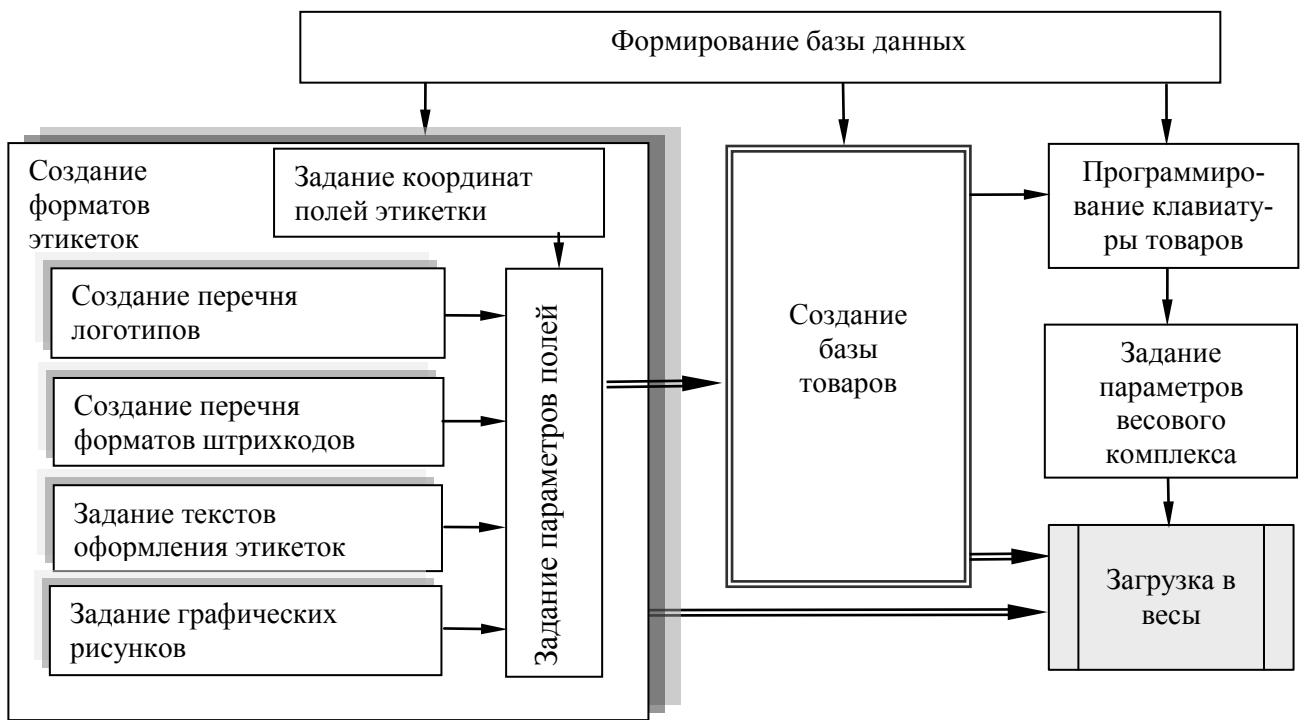 Формирование базы данных
Создание
форматов
этикеток
Задание координат
полей этикетки
Создание перечня
логотипов
Создание перечня
форматов штрихкодов
Задание текстов
оформления этикеток
Задание графических
рисунков
Задание параметров полей
Создание
базы
товаров
Программиро-
вание клавиату-
ры товаров
Задание
параметров
весового
комплекса
Загрузка в
весы